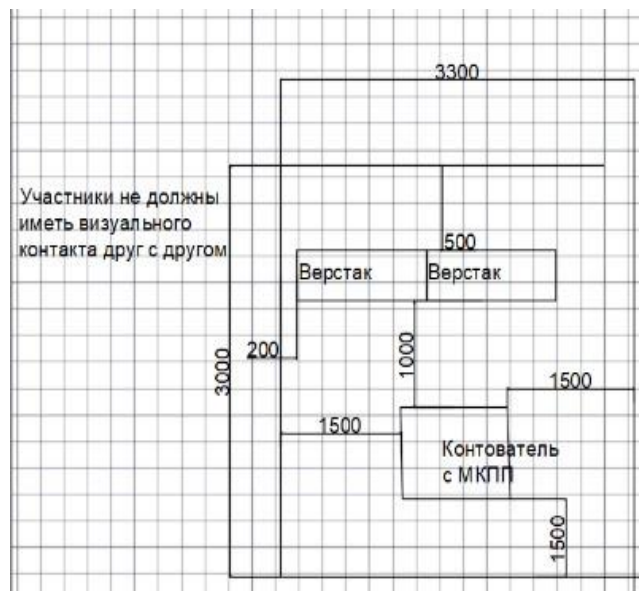 3300
Участники не должны
иметь визуального
контакта друг с другом
500
Верстак
Верстак
200
3000
1000
1500
1500
Контователь
с МКПП
1500